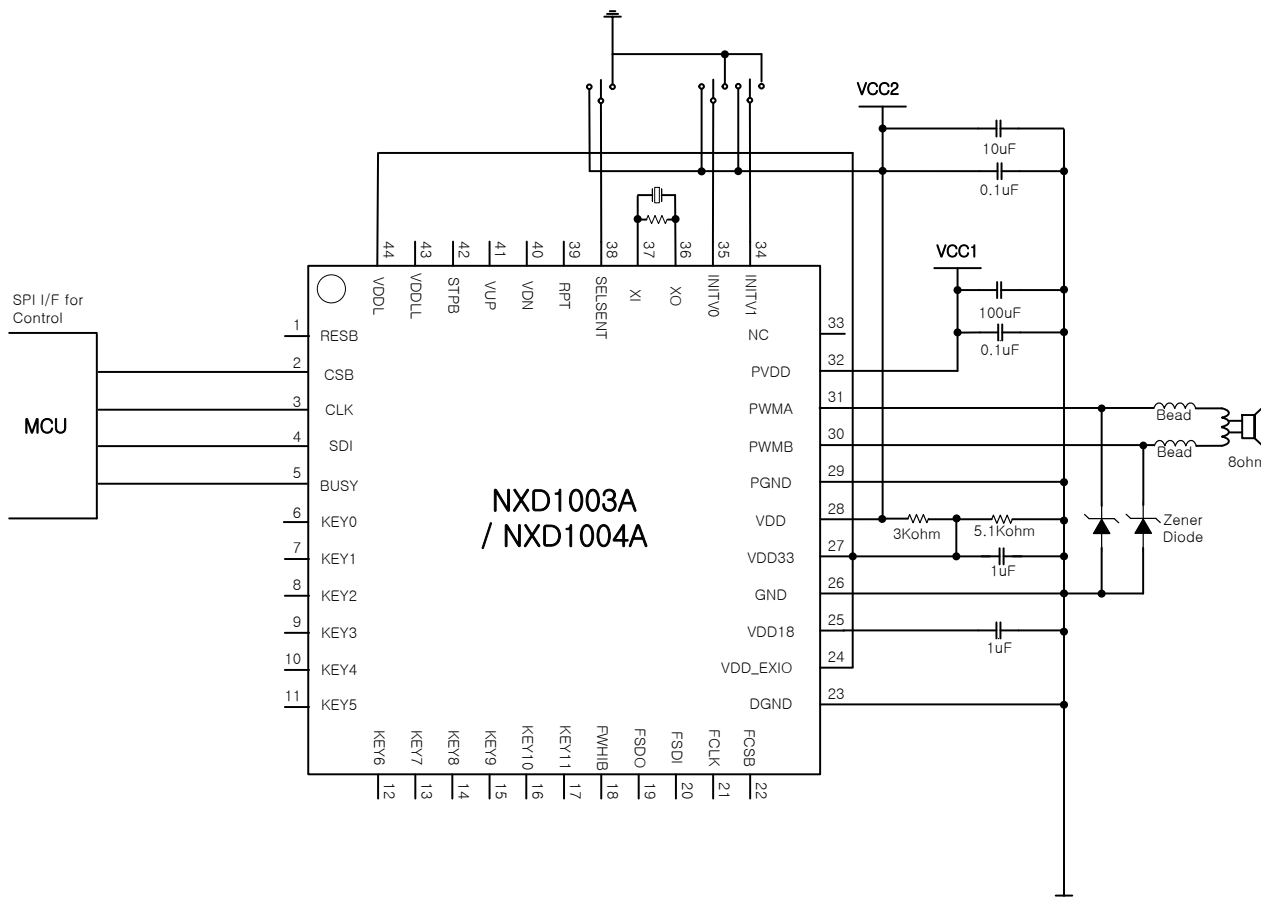 VCC2
10uF
0.1uF
44
43
42
41
40
39
38
37
36
35
34
VDDL
VDDLL
STPB
VUP
VDN
RPT
SELSENT
XI
XO
INITV0
INITV1
VCC1
100uF
0.1uF
SPI I/F for
Control
MCU
1
RESB
2
CSB
3
CLK
4
SDI
5
BUSY
6
KEY0
7
KEY1
8
KEY2
9
KEY3
10
KEY4
11
KEY5
NXD1003A
/ NXD1004A
NC
33
PVDD
32
PWMA
31
Bead
PWMB
30
Bead
8ohm
PGND
29
VDD
28
3Kohm
5.1Kohm
Zener
Diode
VDD33
27
1uF
GND
26
VDD18
25
1uF
VDD_EXIO
24
DGND
23
KEY6
KEY7
KEY8
KEY9
KEY10
KEY11
FWHIB
FSDO
FSDI
FCLK
FCSB
12
13
14
15
16
17
18
19
20
21
22